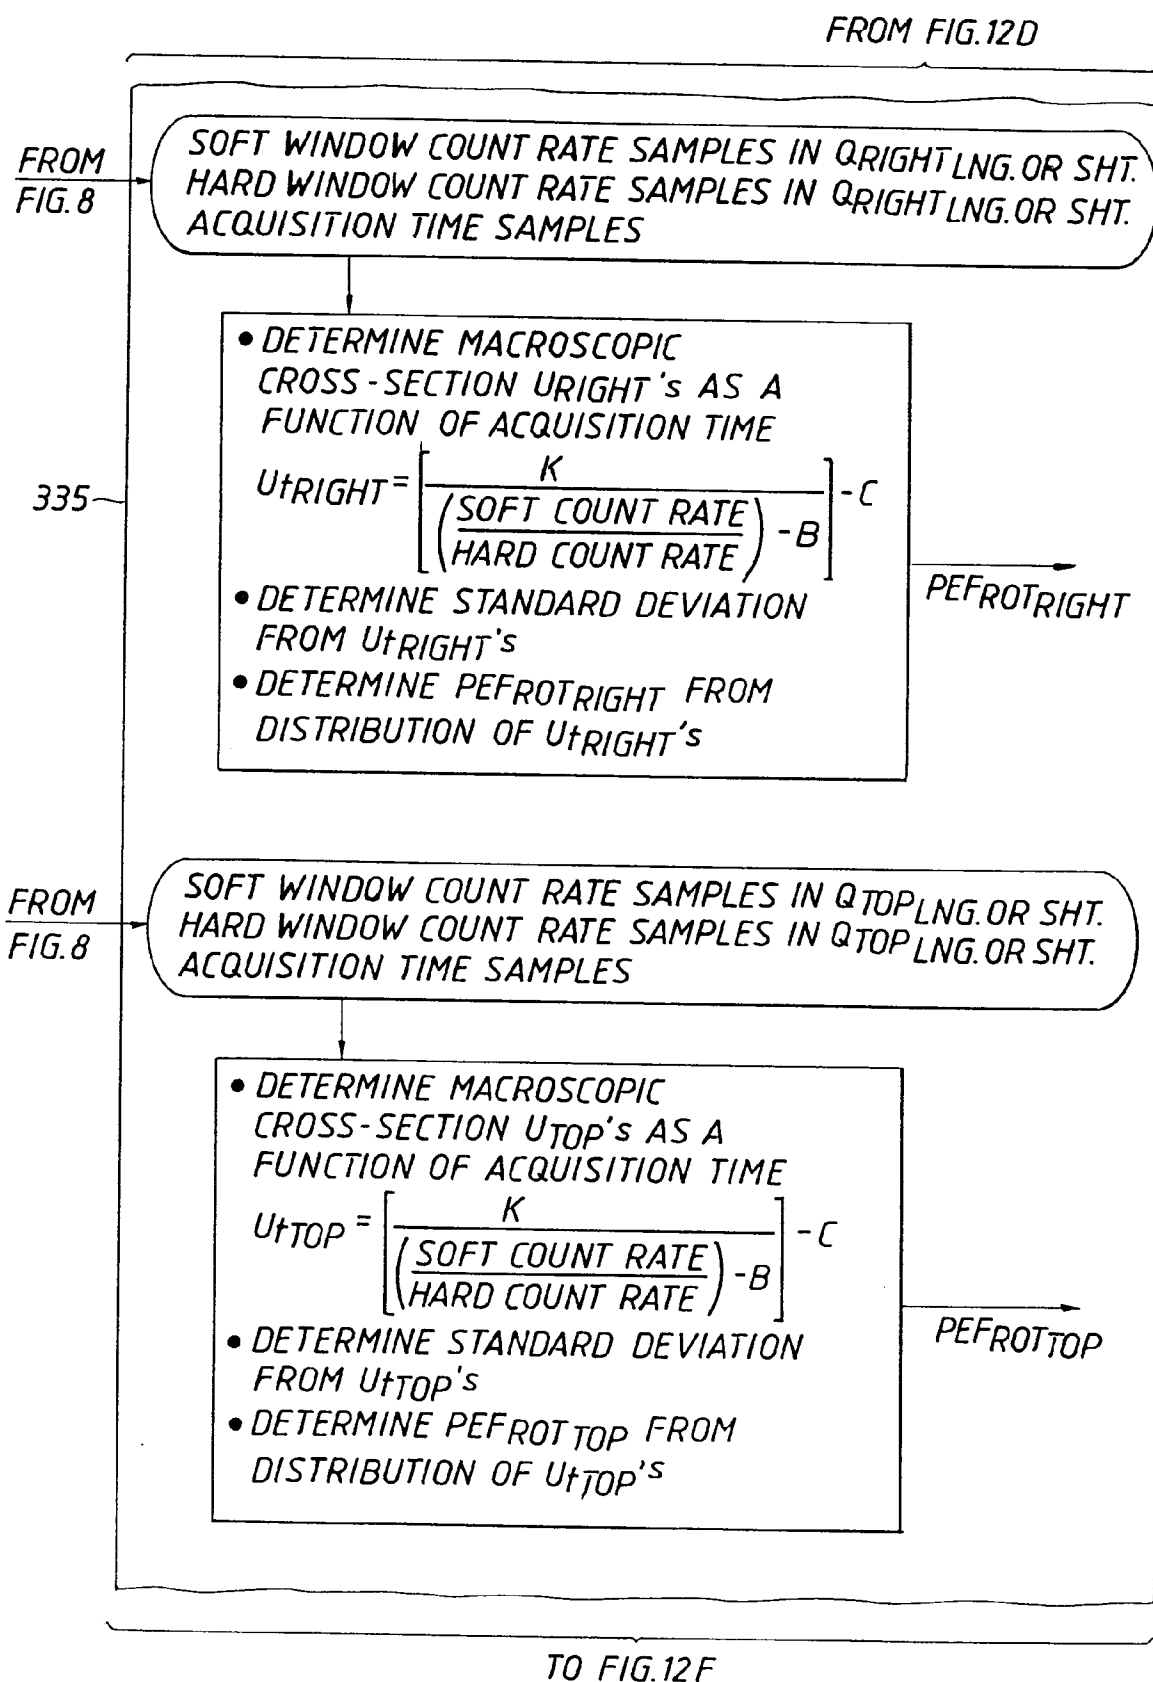 FROM FIG.12D
FROM
FIG.8
SOFT WINDOW COUNT RATE SAMPLES IN QRIGHT LNG. OR SHT.
HARD WINDOW COUNT RATE SAMPLES IN QRIGHT LNG. OR SHT.
ACQUISITION TIME SAMPLES
• DETERMINE MACROSCOPIC
CROSS-SECTION URIGHT's AS A
FUNCTION OF ACQUISITION TIME
UtRIGHT = [K / ((SOFT COUNT RATE / HARD COUNT RATE) - B)] - C
335
• DETERMINE STANDARD DEVIATION
FROM UtRIGHT's
• DETERMINE PEFROTRIGHT FROM
DISTRIBUTION OF UtRIGHT's
PEFROTRIGHT
FROM
FIG.8
SOFT WINDOW COUNT RATE SAMPLES IN QTOP LNG. OR SHT.
HARD WINDOW COUNT RATE SAMPLES IN QTOP LNG. OR SHT.
ACQUISITION TIME SAMPLES
• DETERMINE MACROSCOPIC
CROSS-SECTION UTOP's AS A
FUNCTION OF ACQUISITION TIME
UtTOP = [K / ((SOFT COUNT RATE / HARD COUNT RATE) - B)] - C
• DETERMINE STANDARD DEVIATION
FROM UtTOP's
• DETERMINE PEFROTTOP FROM
DISTRIBUTION OF UtTOP's
PEFROTTOP
TO FIG.12F